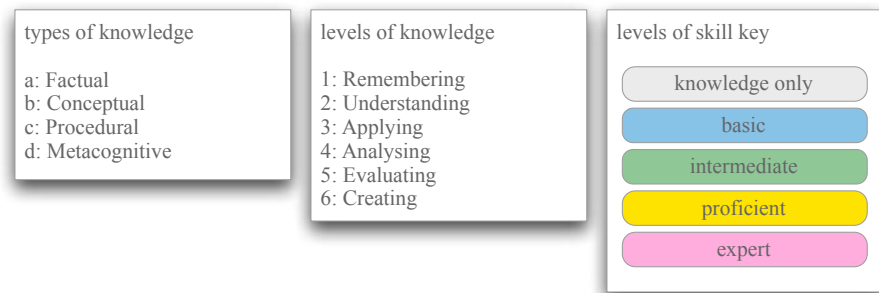 types of knowledge
a: Factual
b: Conceptual
c: Procedural
d: Metacognitive
levels of knowledge
1: Remembering
2: Understanding
3: Applying
4: Analysing
5: Evaluating
6: Creating
levels of skill key
knowledge only
basic
intermediate
proficient
expert